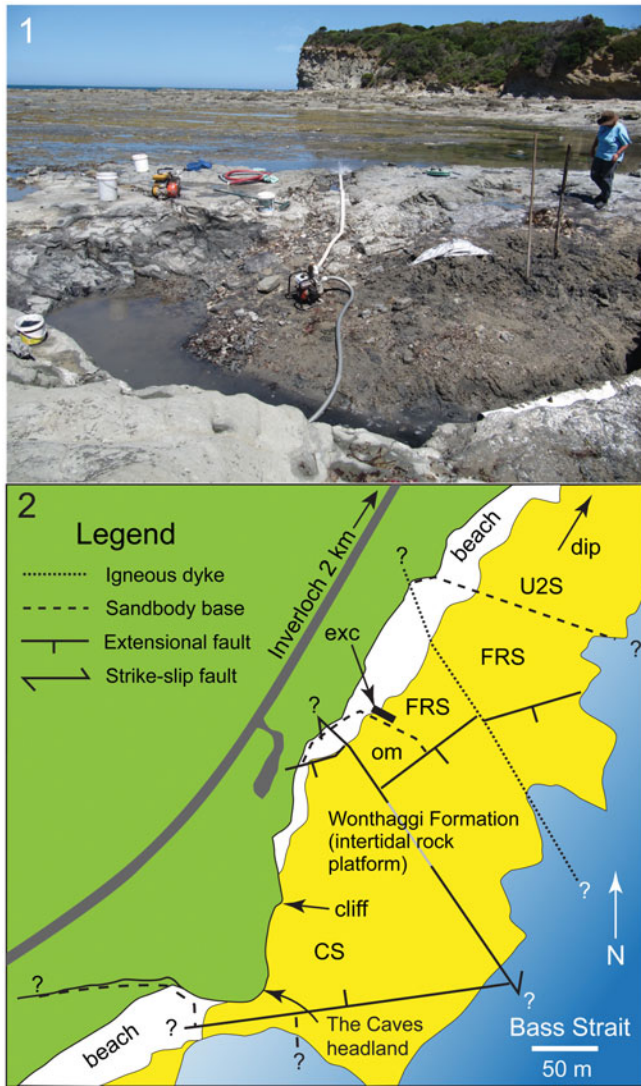 1
2
Legend
Igneous dyke
Sandbody base
Extensional fault
Strike-slip fault
Inverloch 2 km
beach
dip
U2S
?
?
exc
FRS
FRS
?
om
Wonthaggi Formation
(intertidal rock
platform)
?
cliff
N
CS
?
?
?
The Caves
headland
beach
?
Bass Strait
50 m